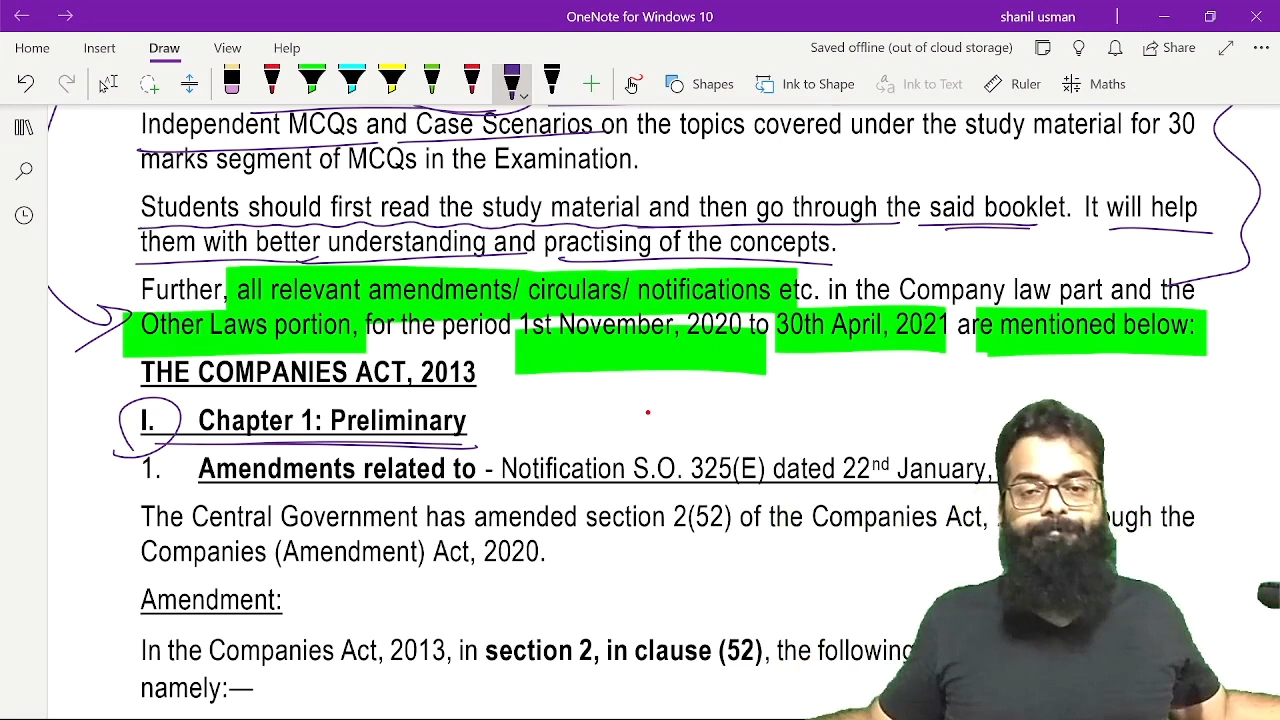 OneNote for Windows 10
shanil usman
Home Insert Draw View Help
Saved offline (out of cloud storage) Share
Shapes Ink to Shape Ink to Text Ruler Maths
Independent MCQs and Case Scenarios on the topics covered under the study material for 30
marks segment of MCQs in the Examination.
Students should first read the study material and then go through the said booklet. It will help
them with better understanding and practising of the concepts.
Further, all relevant amendments/ circulars/ notifications etc. in the Company law part and the
Other Laws portion, for the period 1st November, 2020 to 30th April, 2021 are mentioned below:
THE COMPANIES ACT, 2013
I. Chapter 1: Preliminary
1. Amendments related to - Notification S.O. 325(E) dated 22nd January,
The Central Government has amended section 2(52) of the Companies Act, the
Companies (Amendment) Act, 2020.
Amendment:
In the Companies Act, 2013, in section 2, in clause (52), the following
namely:—